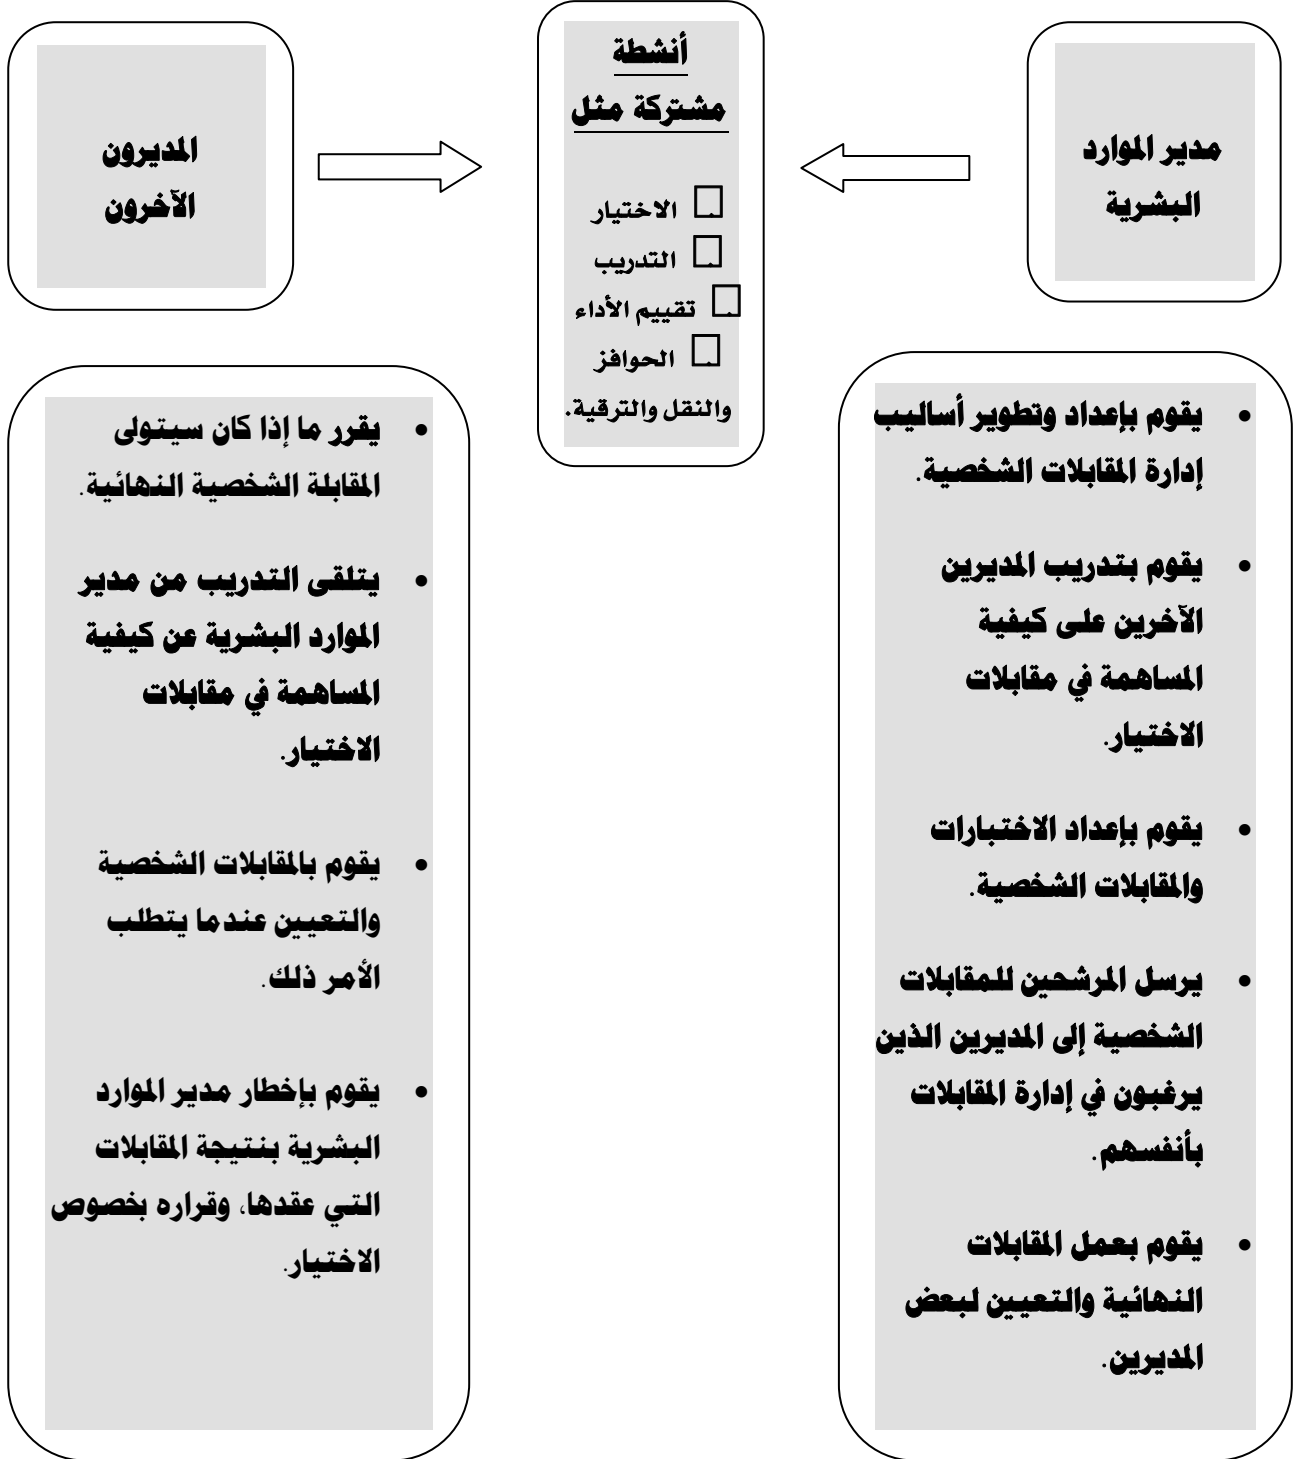 مدير الموارد
البشرية
أنشطة
مشتركة مثل
الاختيار
التدريب
تقييم الأداء
الحوافز
والنقل والترقية.
المديرون
الآخرون
• يقوم بإعداد وتطوير أساليب
إدارة المقابلات الشخصية.
• يقوم بتدريب المديرين
الآخرين على كيفية
المساهمة في مقابلات
الاختيار.
• يقوم بإعداد الاختبارات
والمقابلات الشخصية.
• يرسل المرشحين للمقابلات
الشخصية إلى المديرين الذين
يرغبون في إدارة المقابلات
بأنفسهم.
• يقوم بعمل المقابلات
النهائية والتعيين لبعض
المديرين.
• يقرر ما إذا كان سيتولى
المقابلة الشخصية النهائية.
• يتلقى التدريب من مدير
الموارد البشرية عن كيفية
المساهمة في مقابلات
الاختيار.
• يقوم بالمقابلات الشخصية
والتعيين عند ما يتطلب
الأمر ذلك.
• يقوم بإخطار مدير الموارد
البشرية بنتيجة المقابلات
التي عقدها، وقراره بخصوص
الاختيار.